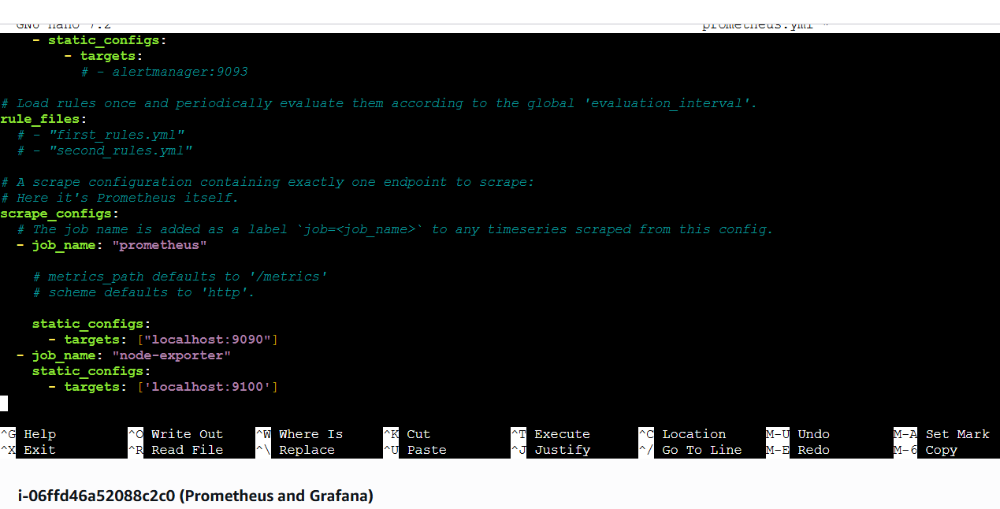 GNU nano 7.2 prometheus.yml *
- static_configs:
- targets:
# - alertmanager:9093
# Load rules once and periodically evaluate them according to the global 'evaluation_interval'.
rule_files:
# - "first_rules.yml"
# - "second_rules.yml"
# A scrape configuration containing exactly one endpoint to scrape:
# Here it's Prometheus itself.
scrape_configs:
# The job name is added as a label `job=<job_name>` to any timeseries scraped from this config.
- job_name: "prometheus"
# metrics_path defaults to '/metrics'
# scheme defaults to 'http'.
static_configs:
- targets: ["localhost:9090"]
- job_name: "node-exporter"
static_configs:
- targets: ['localhost:9100']
^G Help ^O Write Out ^W Where Is ^K Cut ^T Execute ^C Location M-U Undo M-A Set Mark
^X Exit ^R Read File ^\ Replace ^U Paste ^J Justify ^/ Go To Line M-E Redo M-6 Copy
i-06ffd46a52088c2c0 (Prometheus and Grafana)